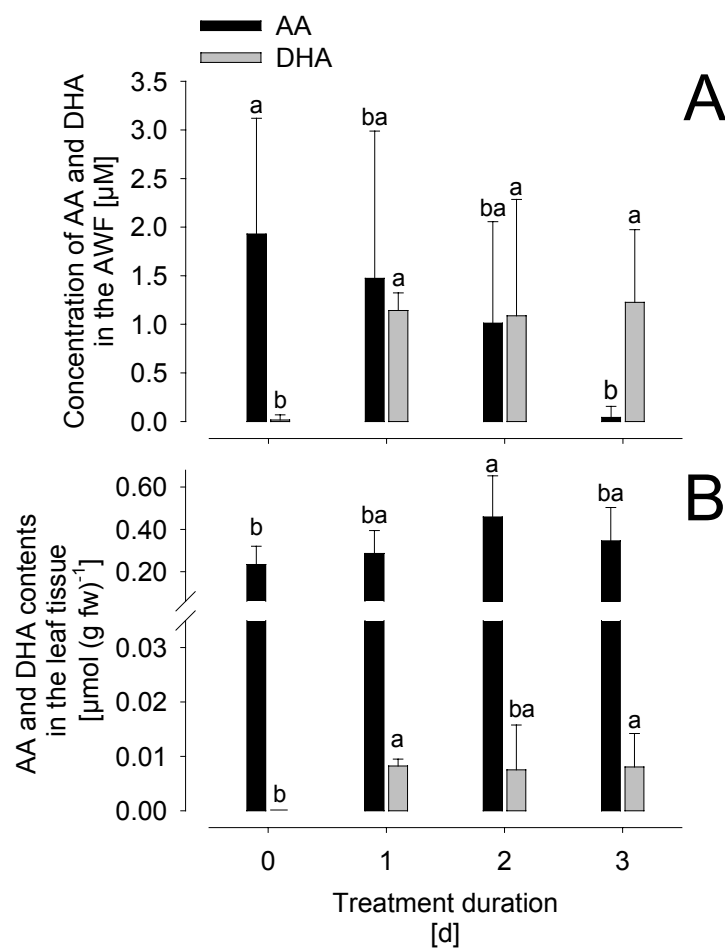 AA
DHA
A
Concentration of AA and DHA
in the AWF [µM]
3.5
3.0
2.5
2.0
1.5
1.0
0.5
0.0
a
b
ba
a
ba
a
b
a
B
AA and DHA contents
in the leaf tissue
[µmol (g fw)⁻¹]
0.60
0.40
0.20
0.03
0.02
0.01
0.00
b
b
ba
a
a
ba
ba
a
0 1 2 3
Treatment duration
[d]